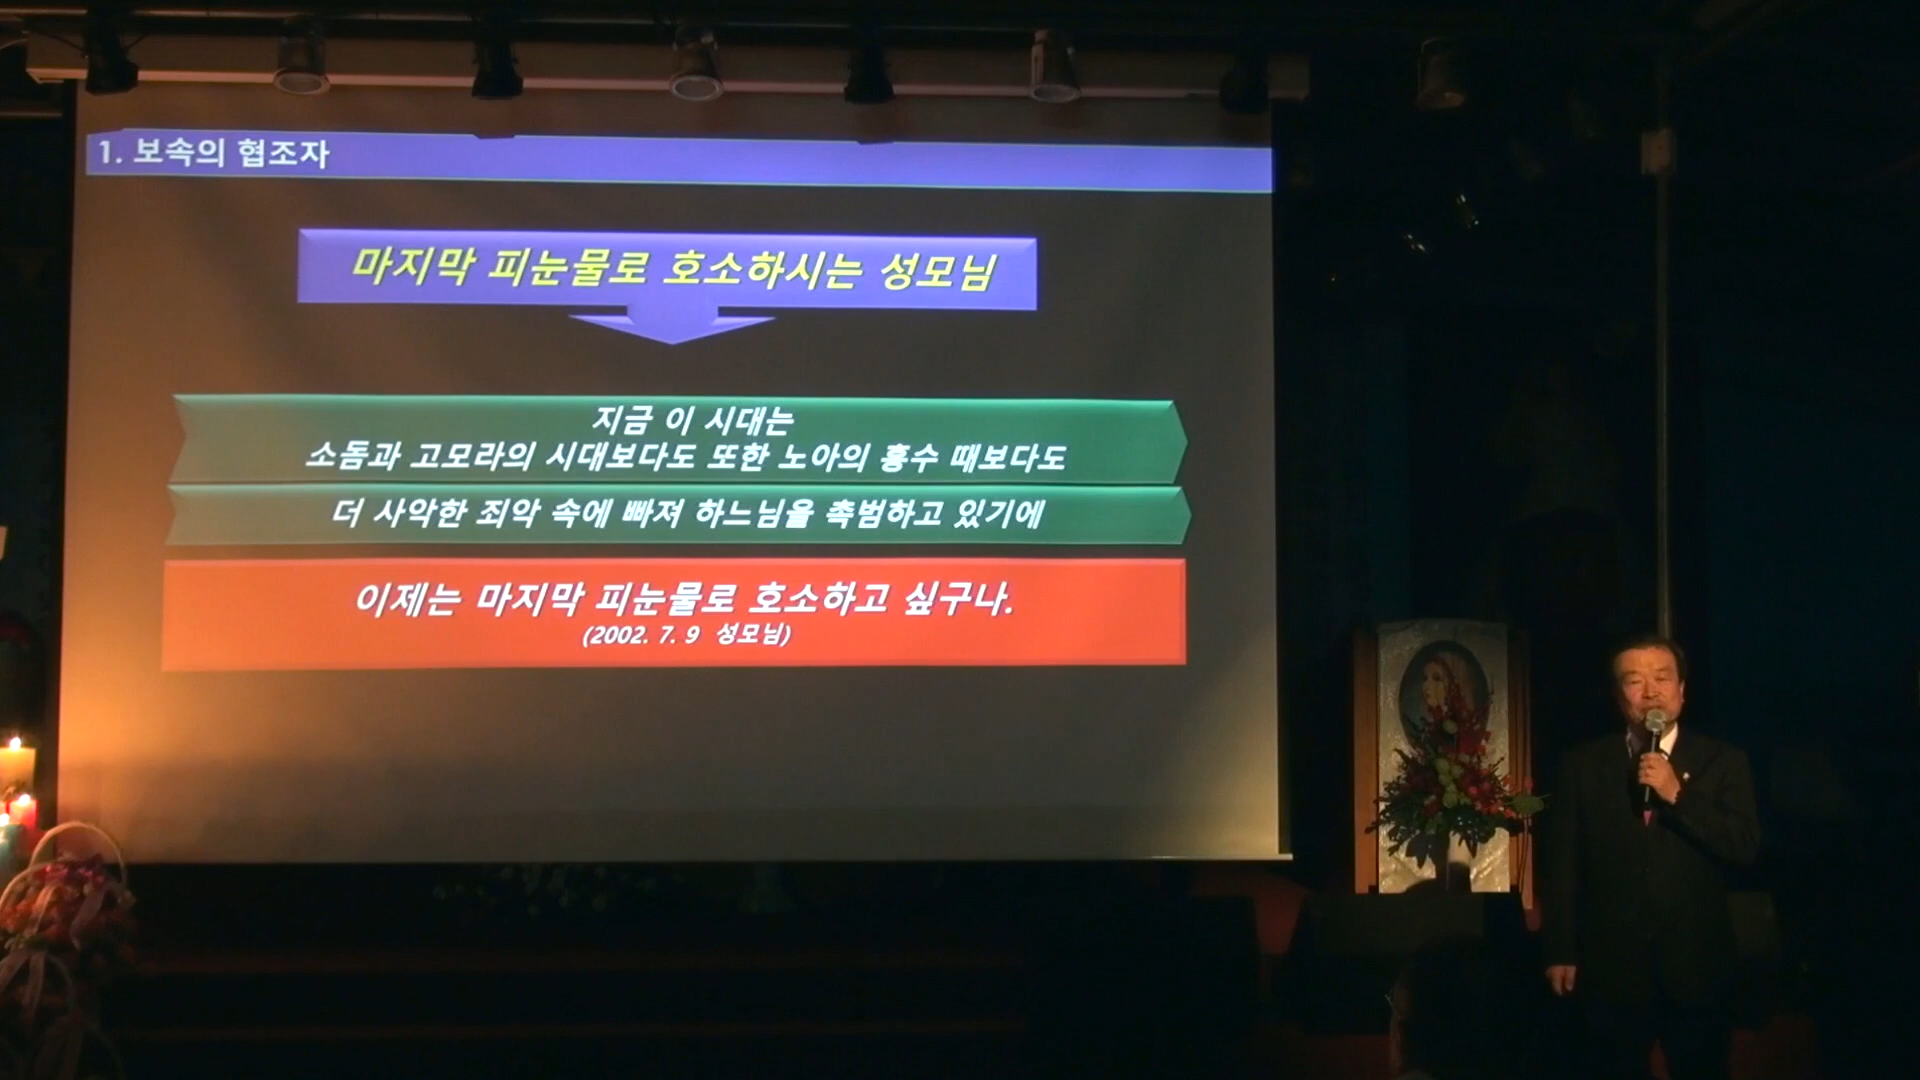 1. 보속의 협조자
마지막 피눈물로 호소하시는 성모님
지금 이 시대는
소돔과 고모라의 시대보다도 또한 노아의 홍수 때보다도
더 사악한 죄악 속에 빠져 하느님을 촉범하고 있기에
이제는 마지막 피눈물로 호소하고 싶구나.
(2002. 7. 9 성모님)